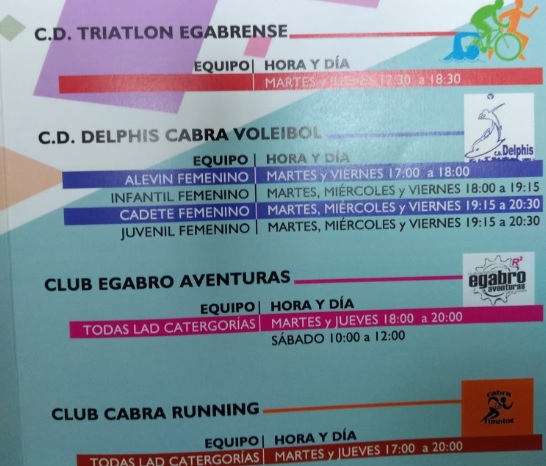 C.D. TRIATLON EGABRENSE
EQUIPO | HORA Y DÍA
MARTES y JUEVES 17:30 a 18:30
C.D. DELPHIS CABRA VOLEIBOL
C.D. Delphis
EQUIPO | HORA Y DÍA
ALEVIN FEMENINO | MARTES y VIERNES 17:00 a 18:00
INFANTIL FEMENINO | MARTES, MIÉRCOLES y VIERNES 18:00 a 19:15
CADETE FEMENINO | MARTES, MIÉRCOLES y VIERNES 19:15 a 20:30
JUVENIL FEMENINO | MARTES, MIÉRCOLES y VIERNES 19:15 a 20:30
CLUB EGABRO AVENTURAS
egabro
aventuras
EQUIPO | HORA Y DÍA
TODAS LAD CATERGORÍAS | MARTES y JUEVES 18:00 a 20:00
SÁBADO 10:00 a 12:00
CLUB CABRA RUNNING
cabra
running
EQUIPO | HORA Y DÍA
TODAS LAD CATERGORÍAS | MARTES y JUEVES 17:00 a 20:00